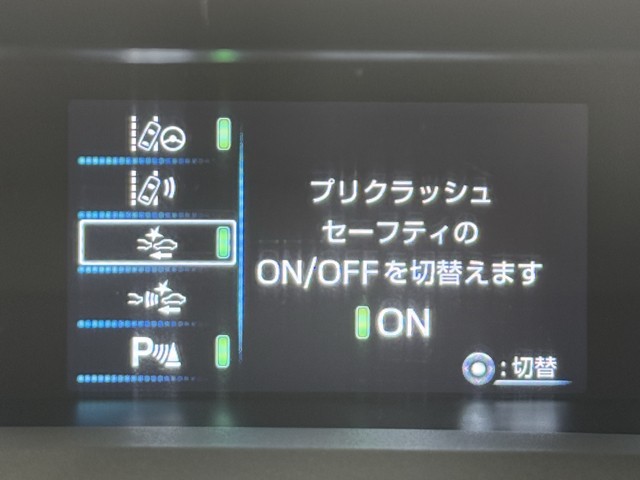 プリクラッシュ
セーフティの
ON/OFFを切替えます
ON
P
:切替